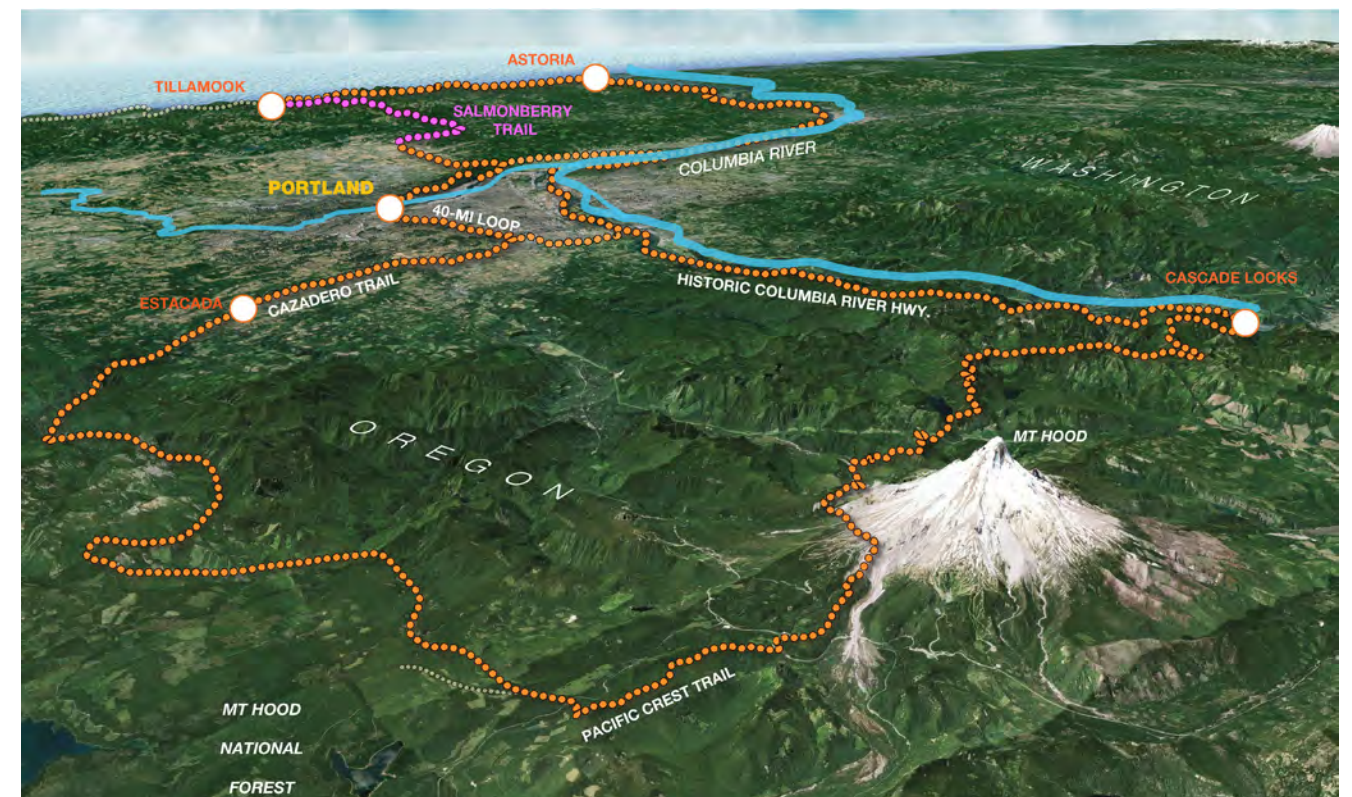 ASTORIA
TILLAMOOK
SALMONBERRY
TRAIL
COLUMBIA RIVER
WASHINGTON
PORTLAND
40-MI LOOP
CASCADE LOCKS
HISTORIC COLUMBIA RIVER HWY.
ESTACADA
CAZADERO TRAIL
OREGON
MT HOOD
PACIFIC CREST TRAIL
MT HOOD
NATIONAL
FOREST